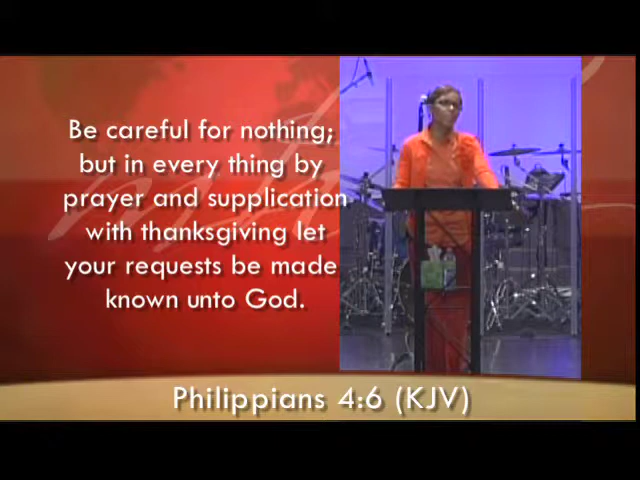 Be careful for nothing;
but in every thing by
prayer and supplication
with thanksgiving let
your requests be made
known unto God.
Philippians 4:6 (KJV)